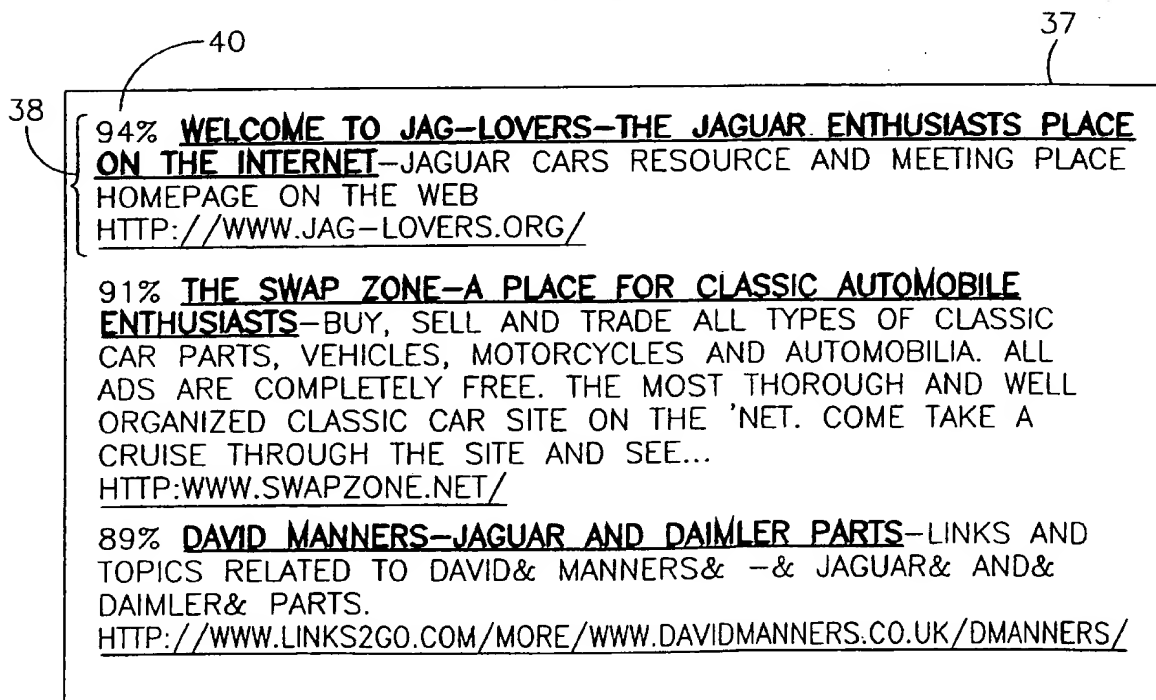 37
40
38
94% WELCOME TO JAG-LOVERS-THE JAGUAR ENTHUSIASTS PLACE
ON THE INTERNET-JAGUAR CARS RESOURCE AND MEETING PLACE
HOMEPAGE ON THE WEB
HTTP://WWW.JAG-LOVERS.ORG/
91% THE SWAP ZONE-A PLACE FOR CLASSIC AUTOMOBILE
ENTHUSIASTS-BUY, SELL AND TRADE ALL TYPES OF CLASSIC
CAR PARTS, VEHICLES, MOTORCYCLES AND AUTOMOBILIA. ALL
ADS ARE COMPLETELY FREE. THE MOST THOROUGH AND WELL
ORGANIZED CLASSIC CAR SITE ON THE 'NET. COME TAKE A
CRUISE THROUGH THE SITE AND SEE...
HTTP:WWW.SWAPZONE.NET/
89% DAVID MANNERS-JAGUAR AND DAIMLER PARTS-LINKS AND
TOPICS RELATED TO DAVID& MANNERS& -& JAGUAR& AND&
DAIMLER& PARTS.
HTTP://WWW.LINKS2GO.COM/MORE/WWW.DAVIDMANNERS.CO.UK/DMANNERS/